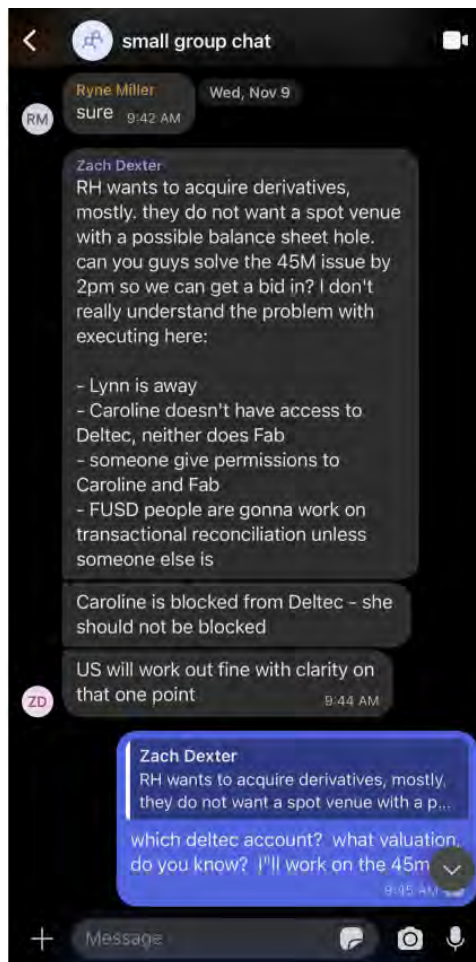 small group chat
Ryne Miller
Wed, Nov 9
sure 9:42 AM
RM
Zach Dexter
RH wants to acquire derivatives,
mostly. they do not want a spot venue
with a possible balance sheet hole.
can you guys solve the 45M issue by
2pm so we can get a bid in? I don't
really understand the problem with
executing here:
- Lynn is away
- Caroline doesn't have access to
Deltec, neither does Fab
- someone give permissions to
Caroline and Fab
- FUSD people are gonna work on
transactional reconciliation unless
someone else is
Caroline is blocked from Deltec – she
should not be blocked
US will work out fine with clarity on
that one point
9:44 AM
ZD
Zach Dexter
RH wants to acquire derivatives, mostly.
they do not want a spot venue with a p...
which deltec account? what valuation,
do you know? I"ll work on the 45m
9:45 AM
Message